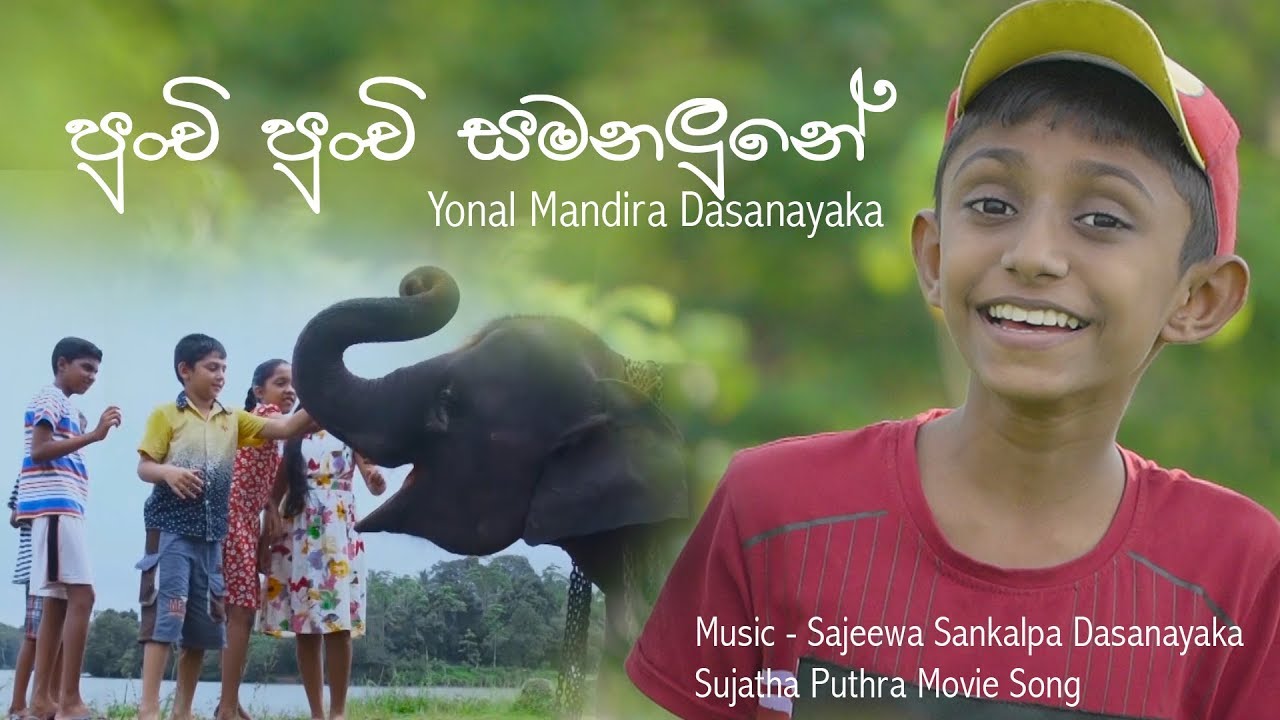 පුංචි පුංචි සමනලුනේ
Yonal Mandira Dasanayaka
Music - Sajeewa Sankalpa Dasanayaka
Sujatha Puthra Movie Song